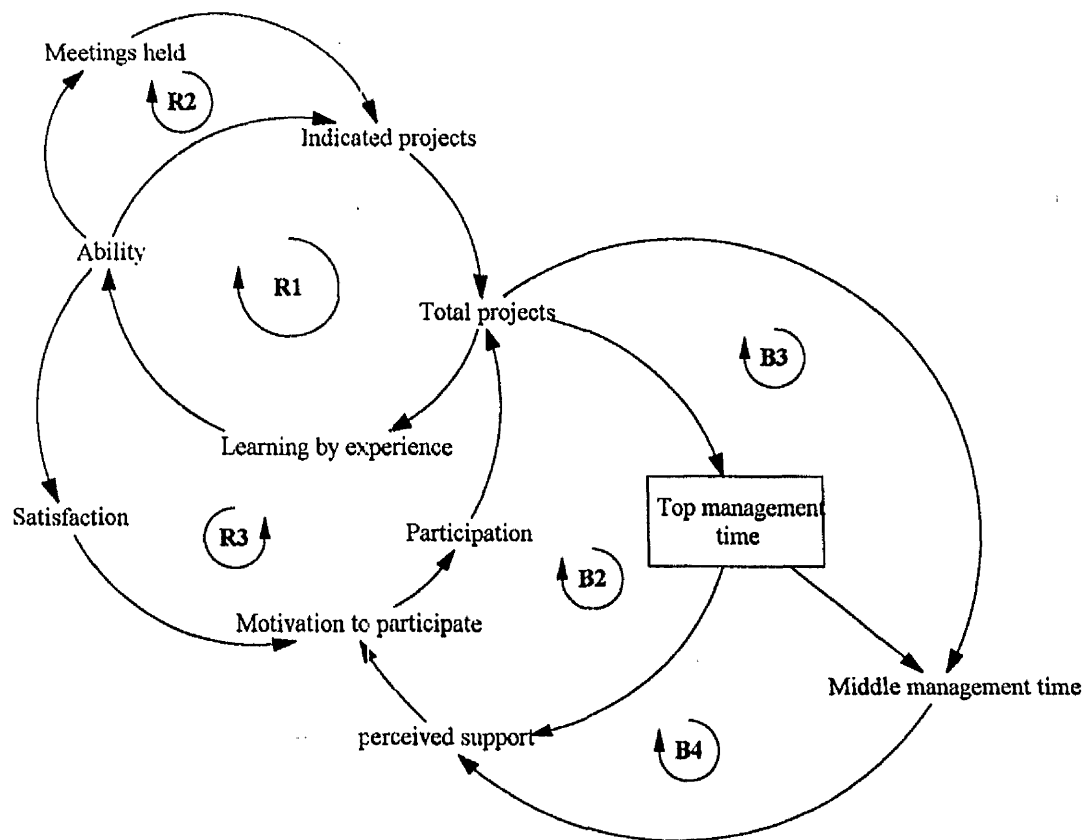 Meetings held
R2
Indicated projects
Ability
R1
Total projects
B3
Learning by experience
Top management
time
Satisfaction
R3
Participation
B2
Motivation to participate
Middle management time
perceived support
B4